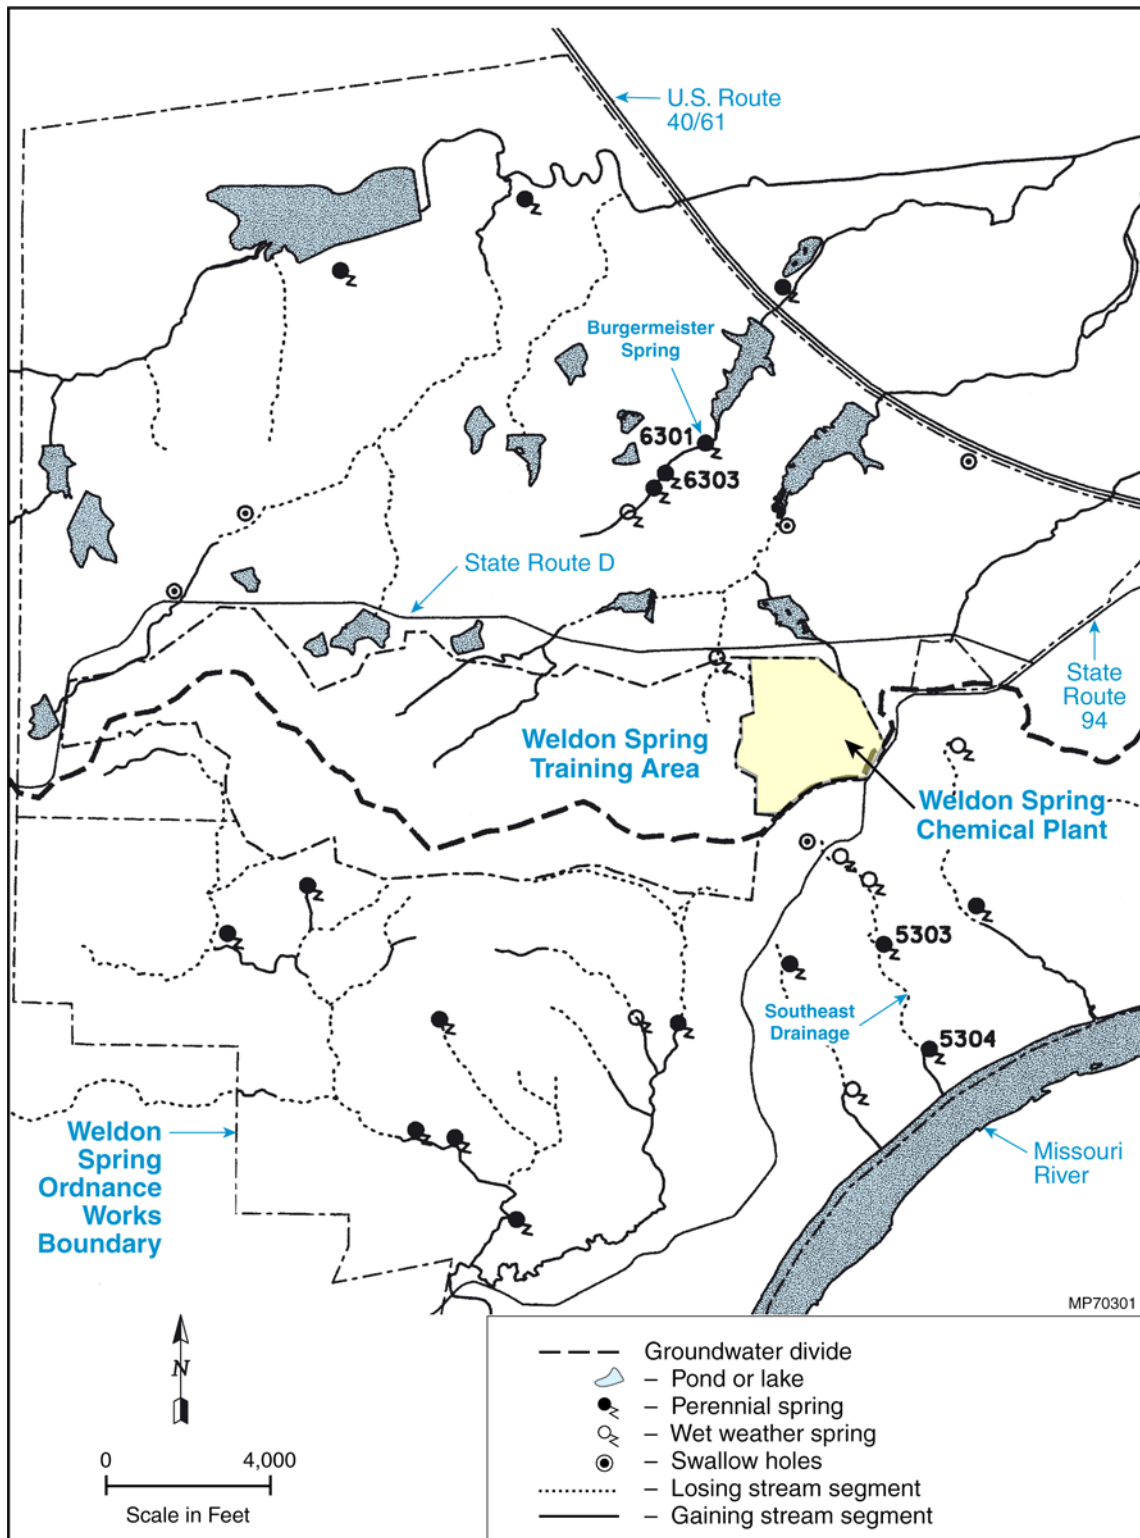 U.S. Route
40/61
Burgermeister
Spring
6301
6303
State Route D
State
Route
94
Weldon Spring
Training Area
Weldon Spring
Chemical Plant
5303
Southeast
Drainage
5304
Weldon
Spring
Ordnance
Works
Boundary
Missouri
River
MP70301
N
0 4,000
Scale in Feet
Groundwater divide
– Pond or lake
– Perennial spring
– Wet weather spring
– Swallow holes
– Losing stream segment
– Gaining stream segment